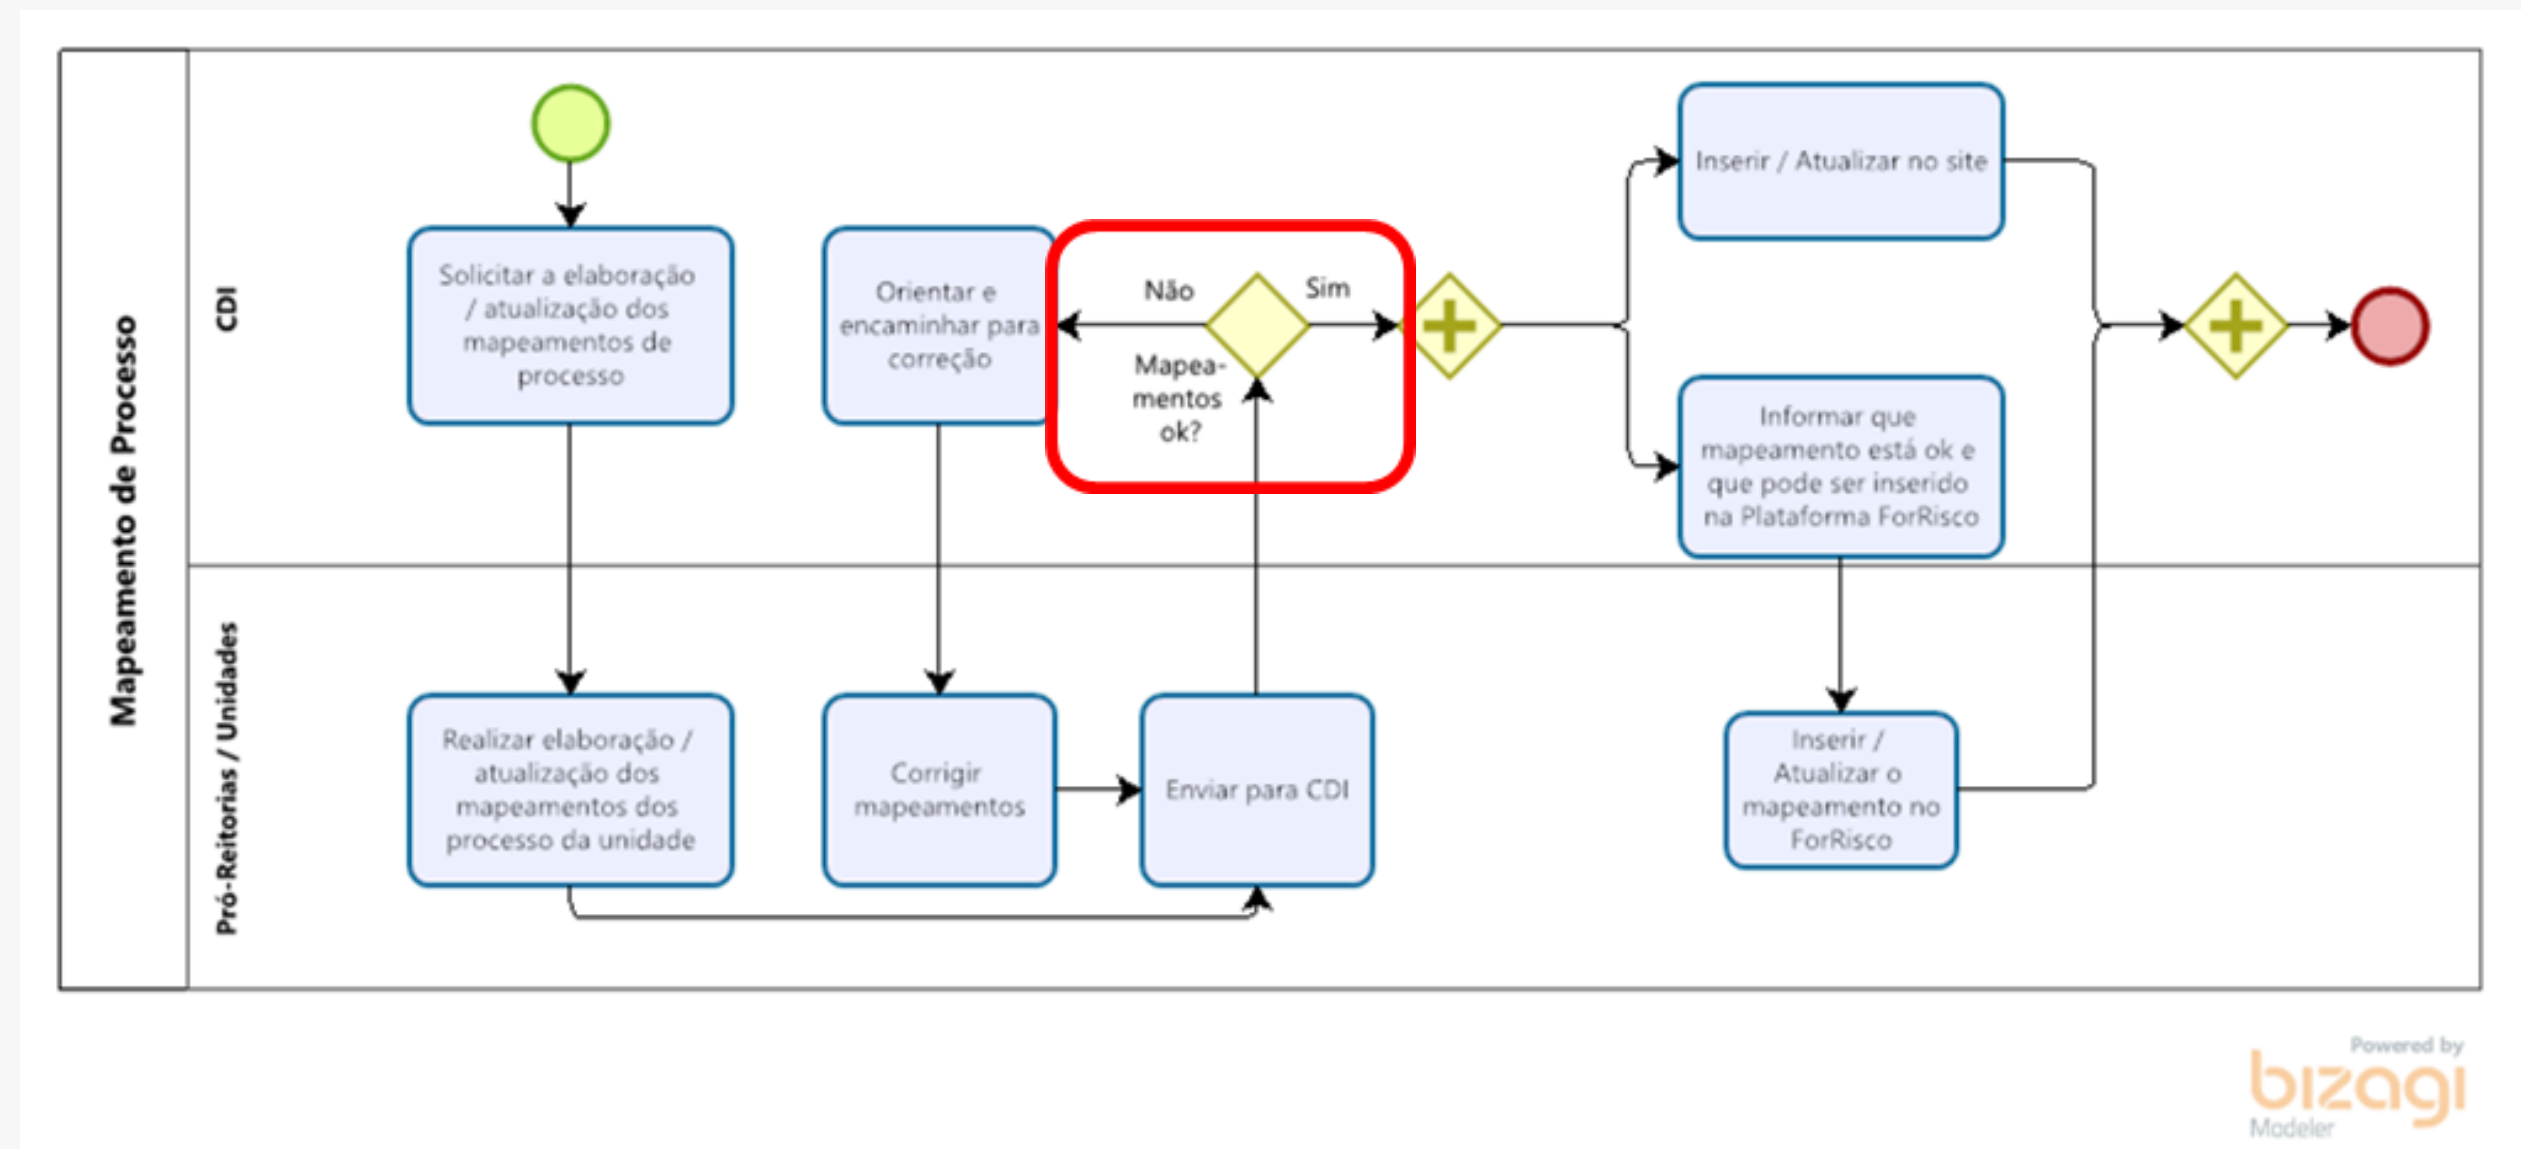 Mapeamento de Processo
CDI
Solicitar a elaboração
/ atualização dos
mapeamentos de
processo
Orientar e
encaminhar para
correção
Não
Sim
Mapea-
mentos
ok?
Inserir / Atualizar no site
Informar que
mapeamento está ok e
que pode ser inserido
na Plataforma ForRisco
Pró-Reitorias / Unidades
Realizar elaboração /
atualização dos
mapeamentos dos
processo da unidade
Corrigir
mapeamentos
Enviar para CDI
Inserir /
Atualizar o
mapeamento no
ForRisco
Powered by
bizagi
Modeler